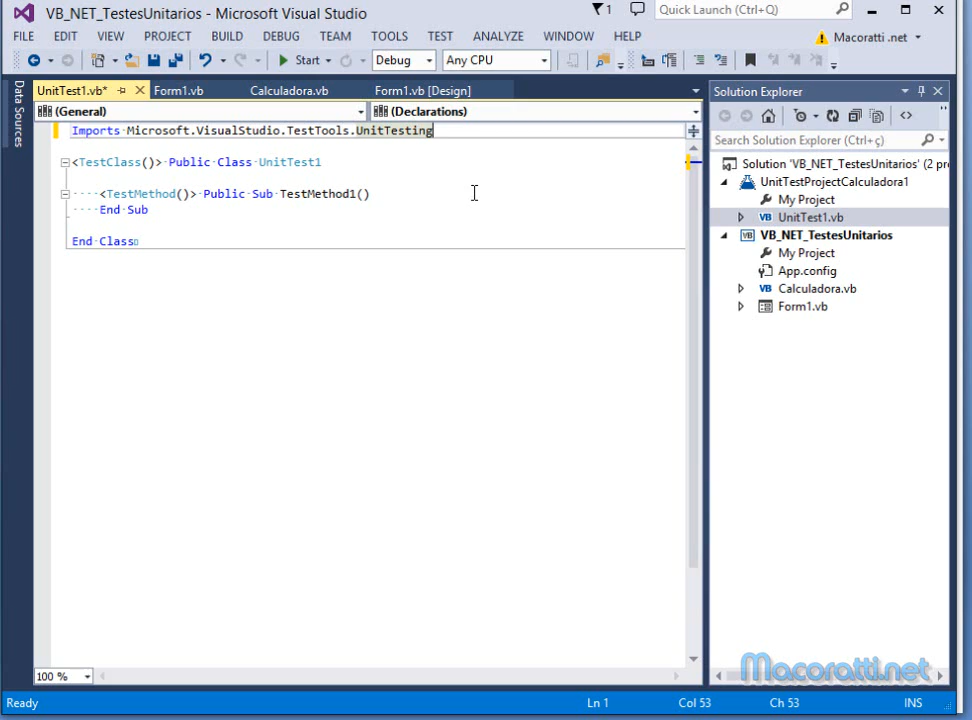 VB_NET_TestesUnitarios - Microsoft Visual Studio
1
Quick Launch (Ctrl+Q)
FILE EDIT VIEW PROJECT BUILD DEBUG TEAM TOOLS TEST ANALYZE WINDOW HELP
Macoratti .net
Start
Debug
Any CPU
Data Sources
UnitTest1.vb*
Form1.vb
Calculadora.vb
Form1.vb [Design]
(General)
(Declarations)
Imports Microsoft.VisualStudio.TestTools.UnitTesting
<TestClass()> Public Class UnitTest1
<TestMethod()> Public Sub TestMethod1()
End Sub
End Class
100 %
Solution Explorer
Search Solution Explorer (Ctrl+ç)
Solution 'VB_NET_TestesUnitarios' (2 pr
UnitTestProjectCalculadora1
My Project
UnitTest1.vb
VB_NET_TestesUnitarios
My Project
App.config
Calculadora.vb
Form1.vb
Macoratti.net
Ready
Ln 1
Col 53
Ch 53
INS